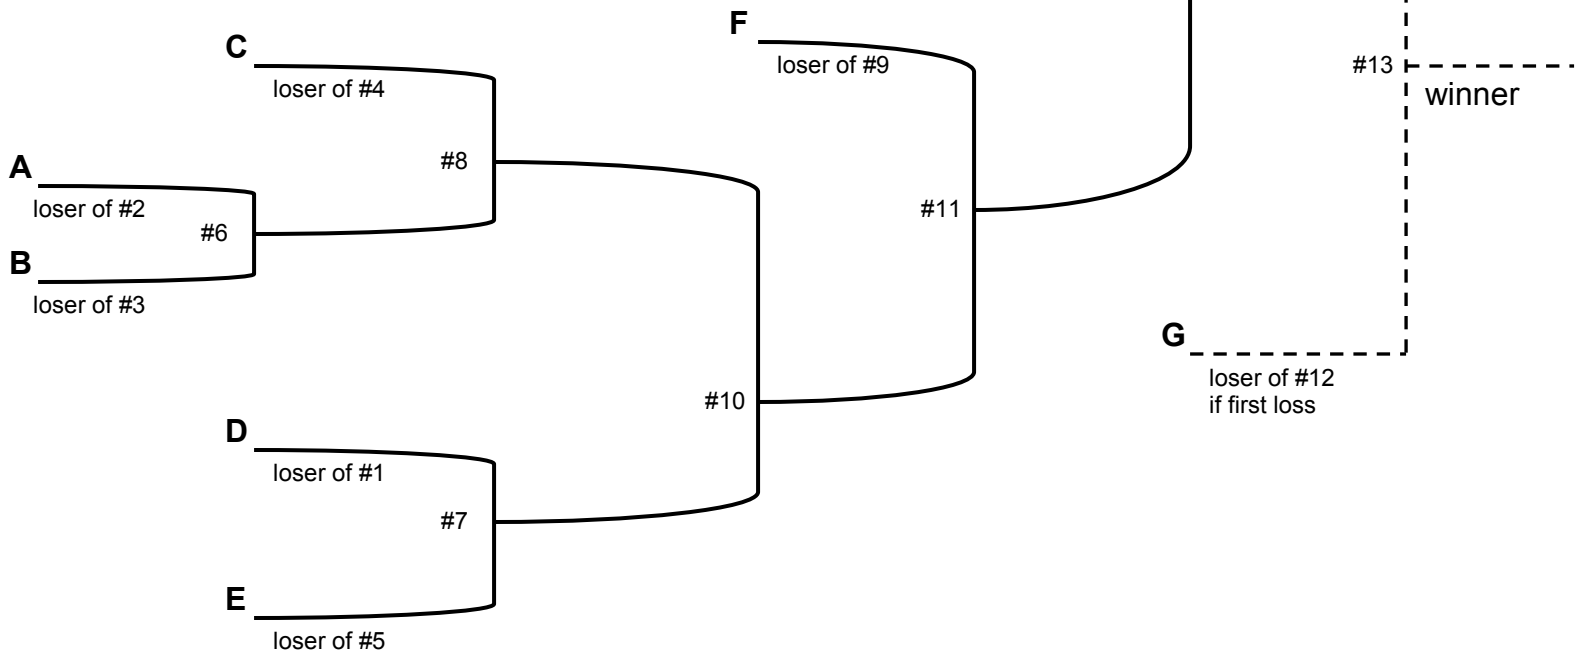 F
C
loser of #9
#13
loser of #4
winner
#8
A
loser of #2
#11
#6
B
loser of #3
G
loser of #12
if first loss
#10
D
loser of #1
#7
E
loser of #5